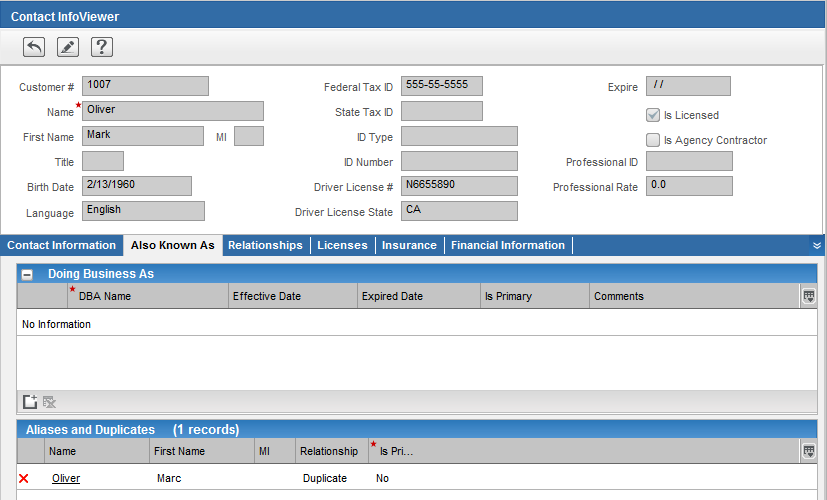 Contact InfoViewer
?
Customer # 1007 Federal Tax ID 555-55-5555 Expire / /
Name * Oliver State Tax ID Is Licensed
First Name Mark MI ID Type Is Agency Contractor
Title ID Number Professional ID
Birth Date 2/13/1960 Driver License # N6655890 Professional Rate 0.0
Language English Driver License State CA
Contact Information Also Known As Relationships Licenses Insurance Financial Information
Doing Business As
* DBA Name Effective Date Expired Date Is Primary Comments
No Information
Aliases and Duplicates (1 records)
Name First Name MI Relationship * Is Pri...
Oliver Marc Duplicate No